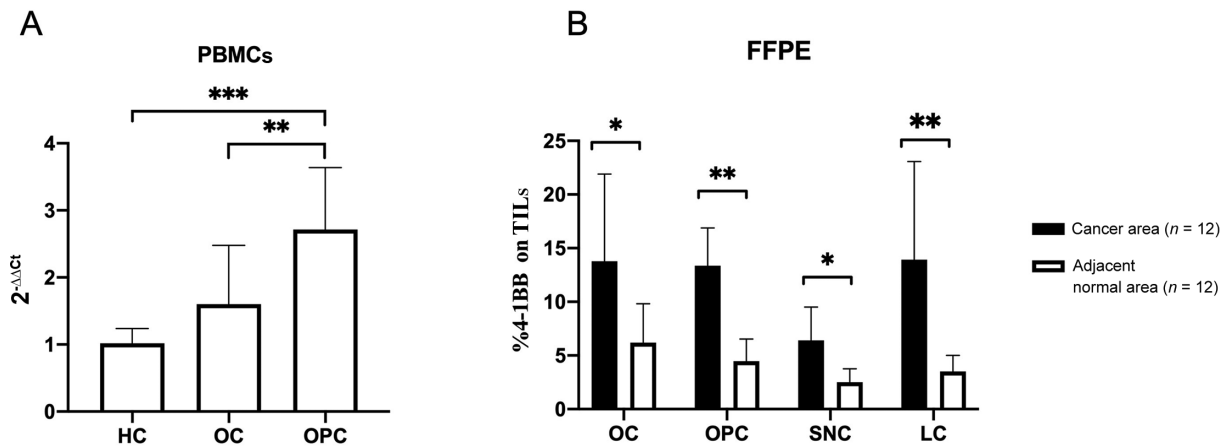 A
PBMCs
***
**
2-ΔΔCt
4
3
2
1
0
HC OC OPC
B
FFPE
* ** * **
%4-1BB on TILs
25
20
15
10
5
0
OC OPC SNC LC
Cancer area (n = 12)
Adjacent
normal area (n = 12)